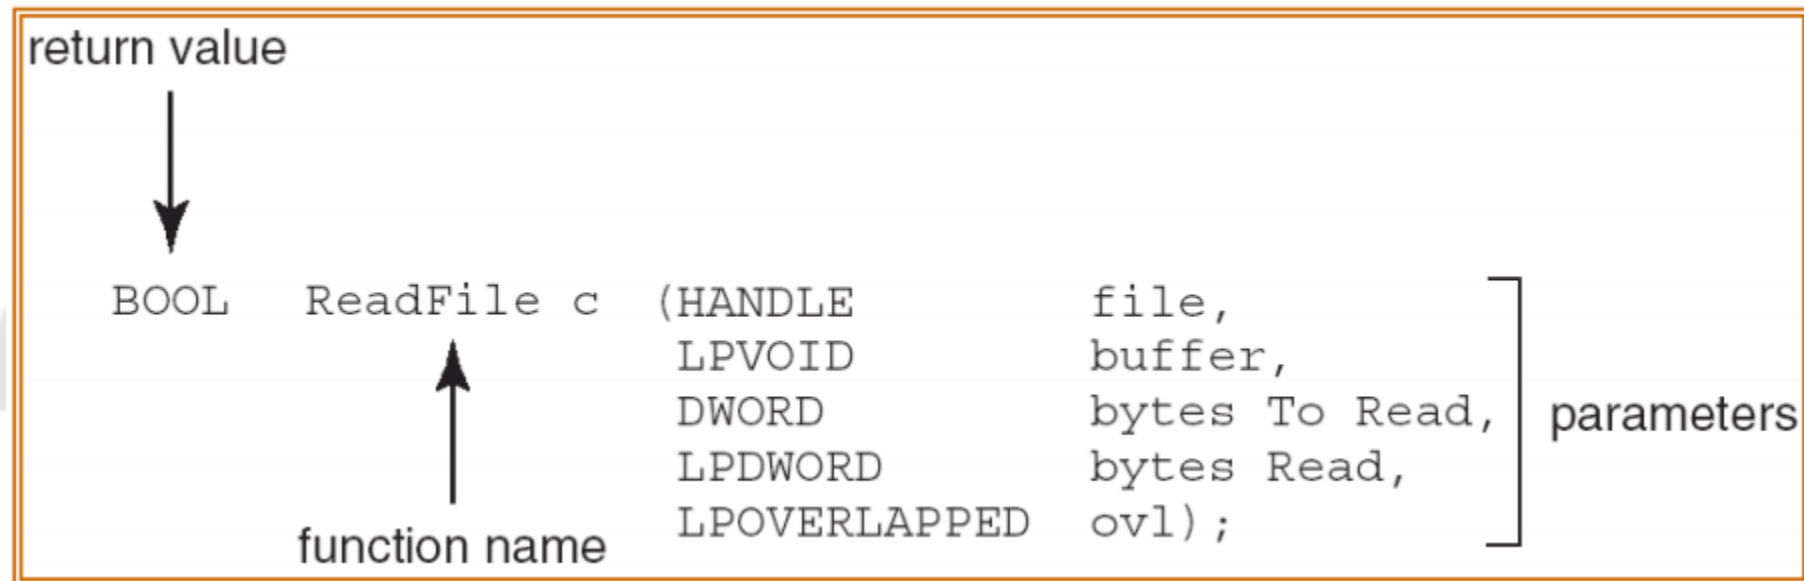 return value
BOOL ReadFile c (HANDLE file,
LPVOID buffer,
DWORD bytes To Read,
parameters
LPDWORD bytes Read,
LPOVERLAPPED ovl);
function name